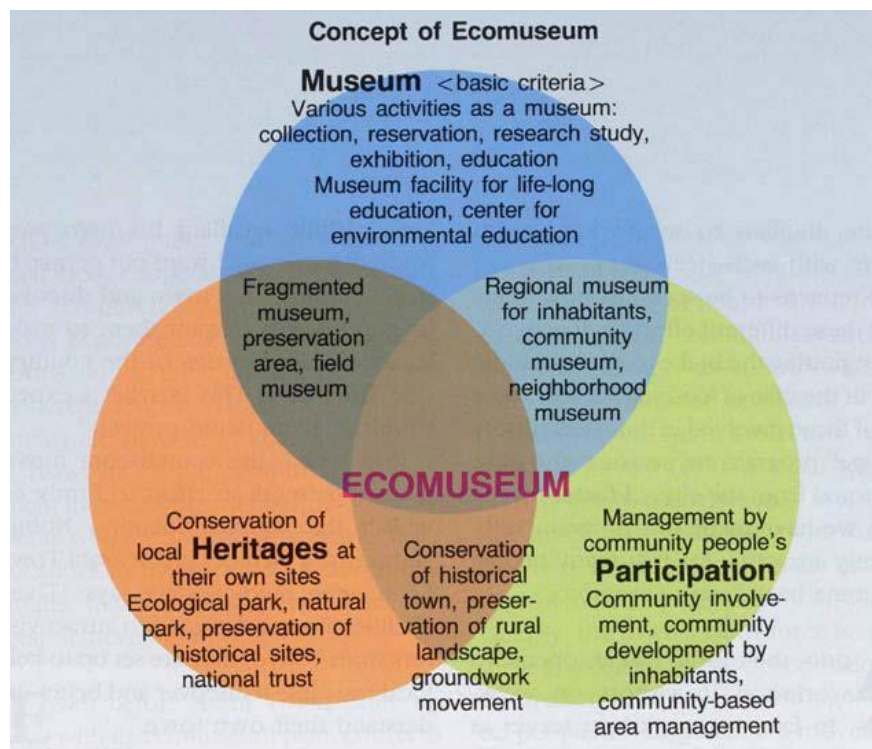 Concept of Ecomuseum
Museum <basic criteria>
Various activities as a museum:
collection, reservation, research study,
exhibition, education
Museum facility for life-long
education, center for
environmental education
Fragmented
museum,
preservation
area, field
museum
Regional museum
for inhabitants,
community
museum,
neighborhood
museum
ECOMUSEUM
Conservation of
local Heritages at
their own sites
Ecological park, natural
park, preservation of
historical sites,
national trust
Conservation
of historical
town, preser-
vation of rural
landscape,
groundwork
movement
Management by
community people's
Participation
Community involve-
ment, community
development by
inhabitants,
community-based
area management